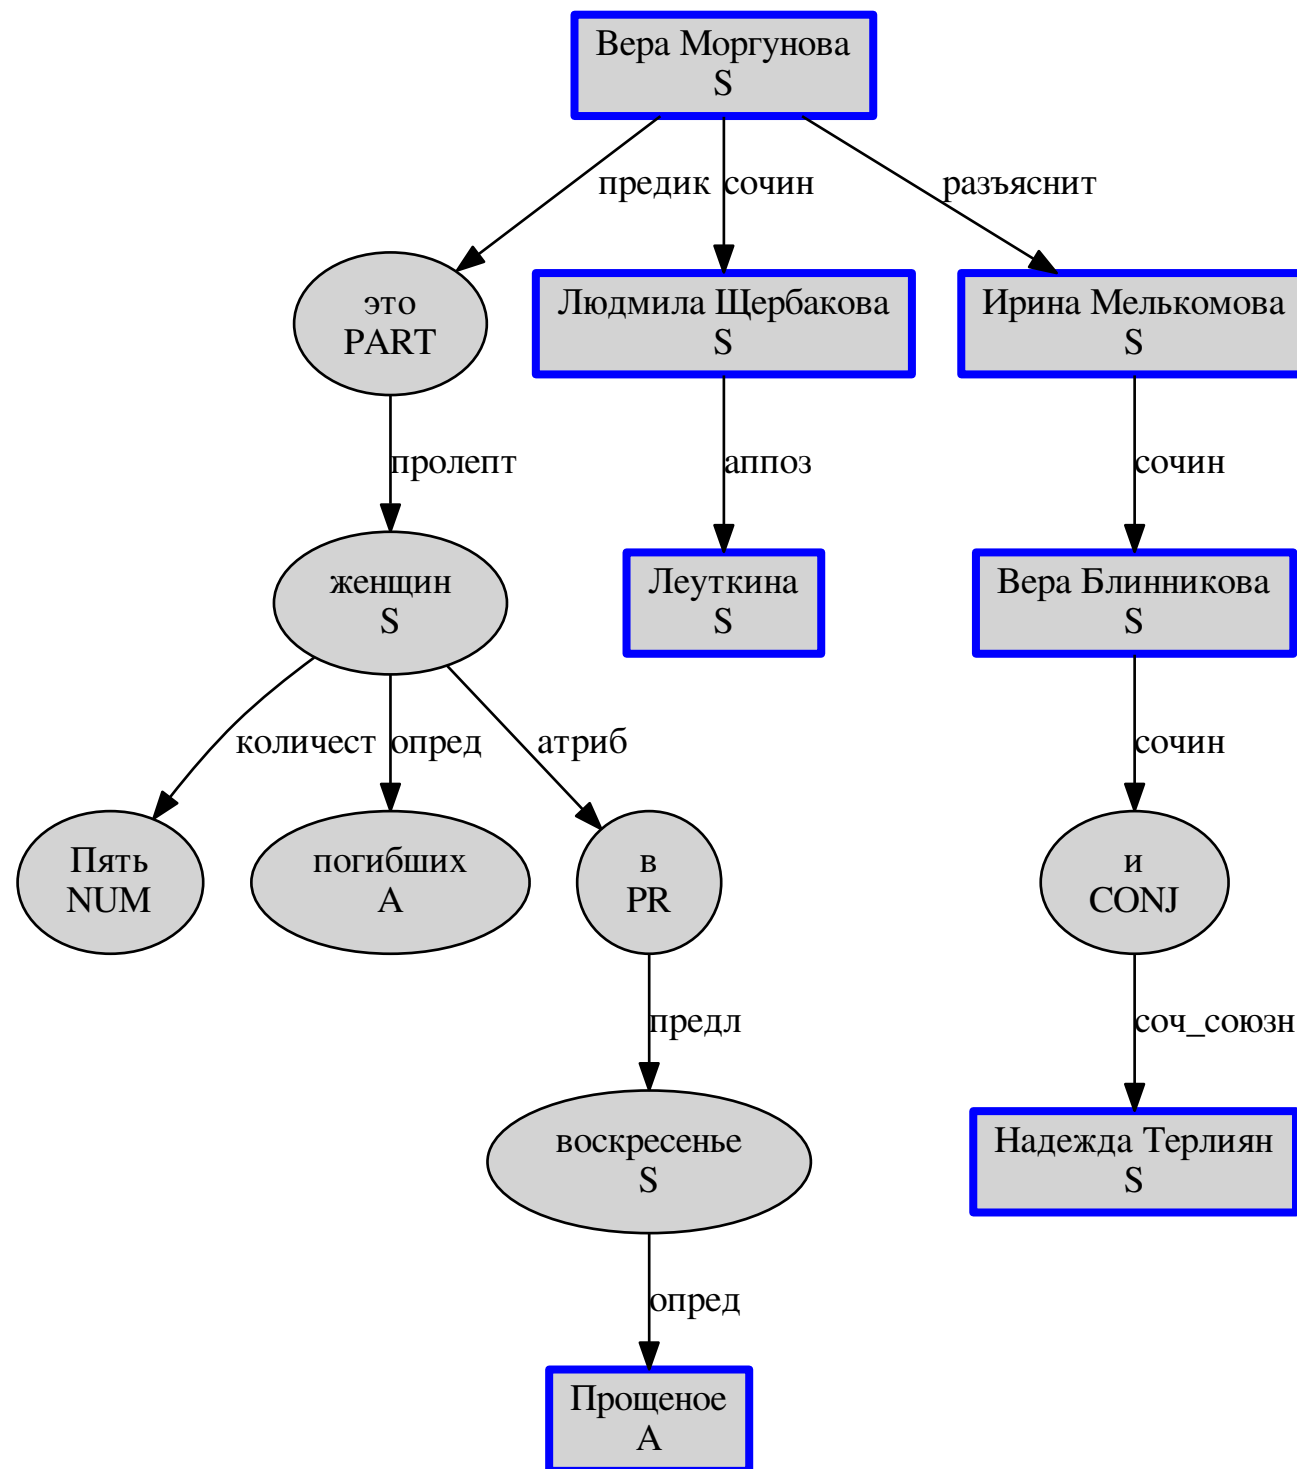 Вера Моргунова
S
предик сочин разъяснит
это
PART
Людмила Щербакова
S
Ирина Мелькомова
S
пролепт аппоз сочин
женщин
S
Леуткина
S
Вера Блинникова
S
количест опред атриб сочин
Пять
NUM
погибших
A
в
PR
и
CONJ
предл соч_союзн
воскресенье
S
Надежда Терлиян
S
опред
Прощеное
A